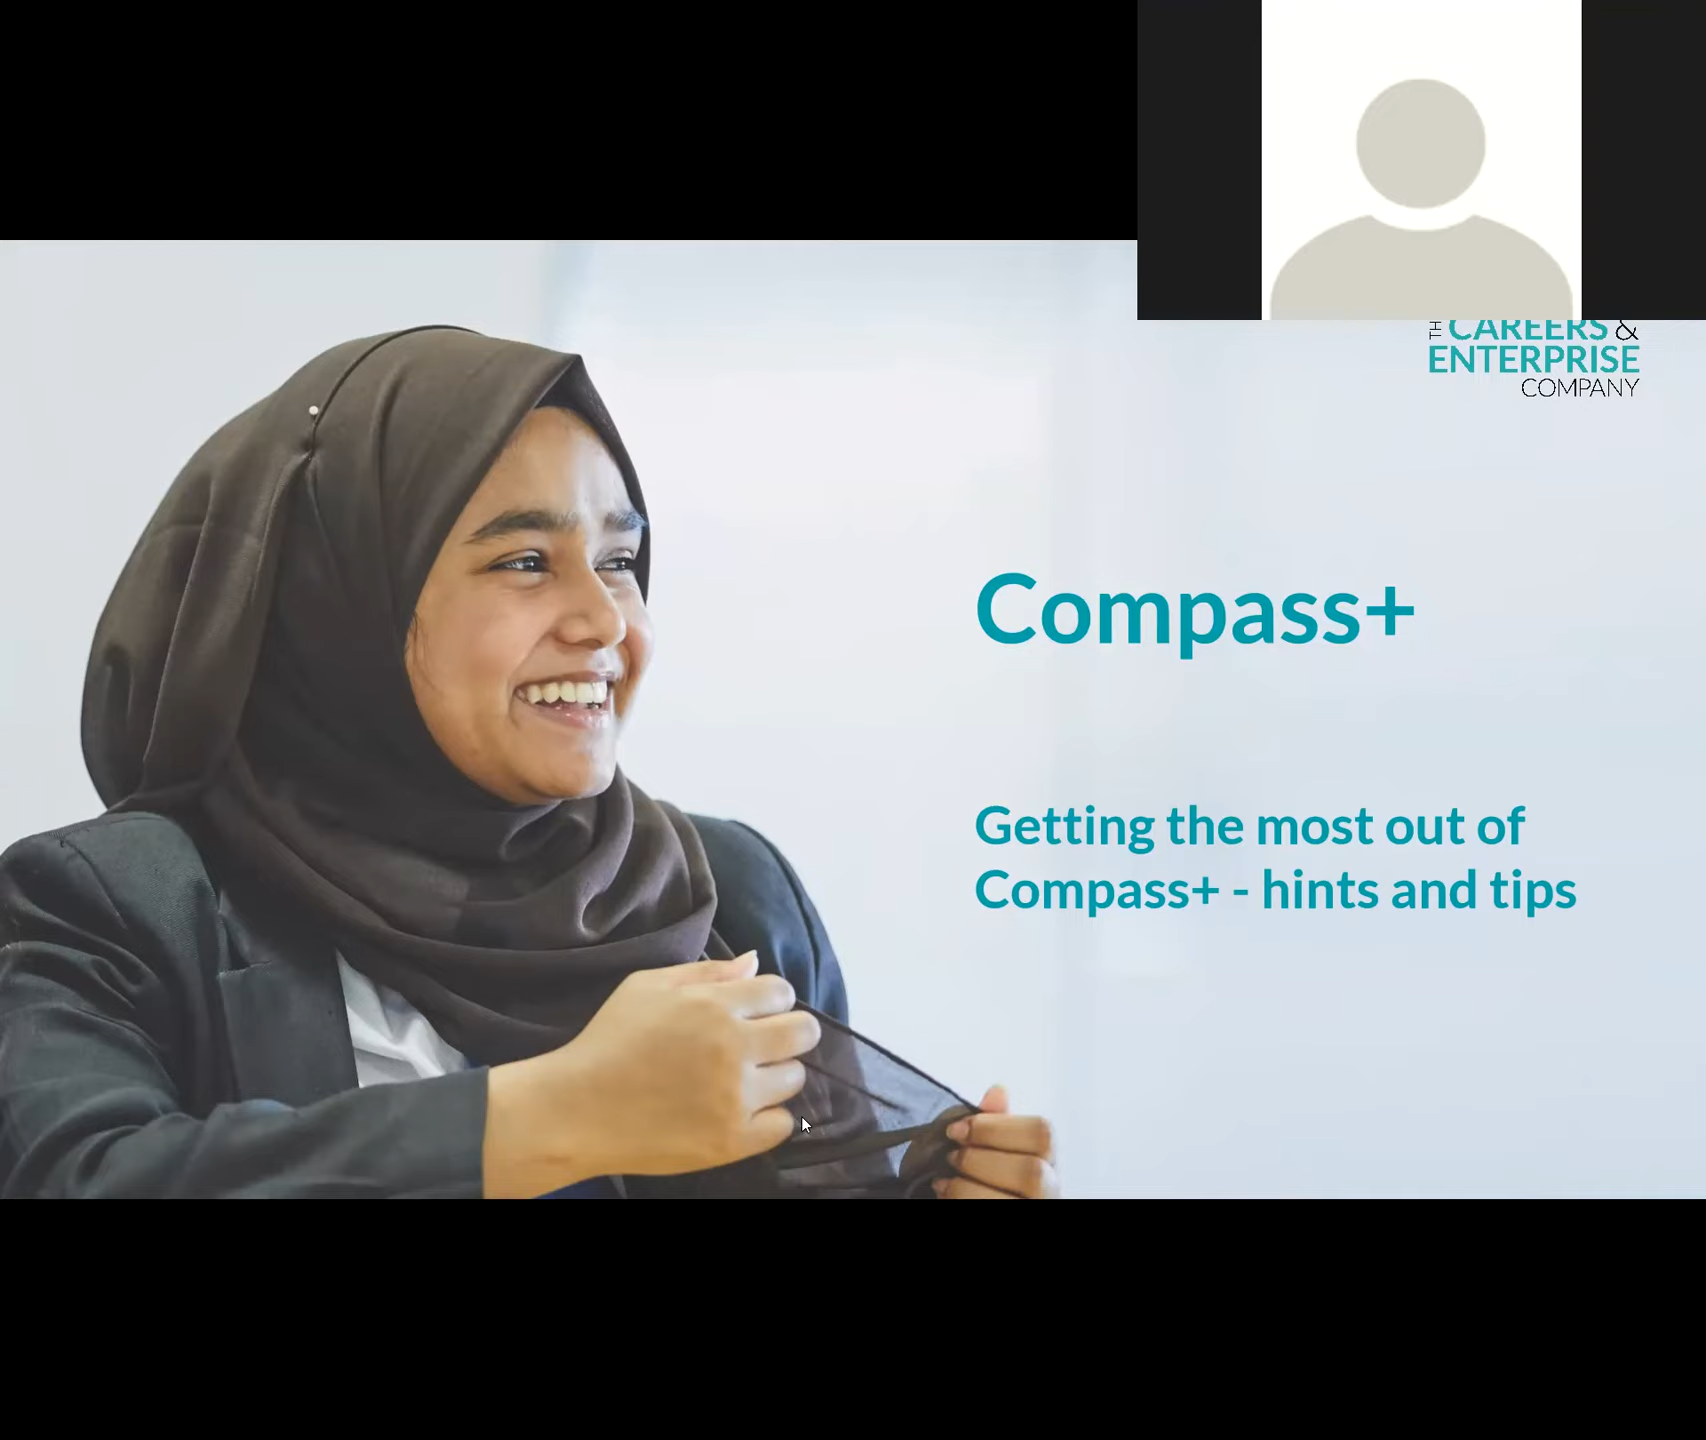 CAREERS &
ENTERPRISE
COMPANY
Compass+
Getting the most out of
Compass+ - hints and tips